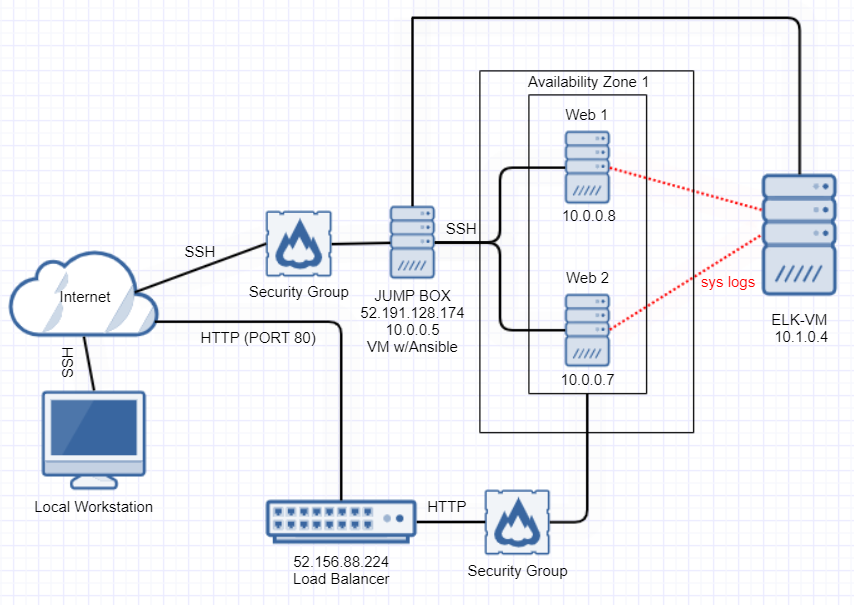 Availability Zone 1
Web 1
10.0.0.8
SSH
SSH
Internet
Security Group
JUMP BOX
52.191.128.174
10.0.0.5
VM w/Ansible
Web 2
10.0.0.7
sys logs
ELK-VM
10.1.0.4
HTTP (PORT 80)
SSH
Local Workstation
HTTP
52.156.88.224
Load Balancer
Security Group